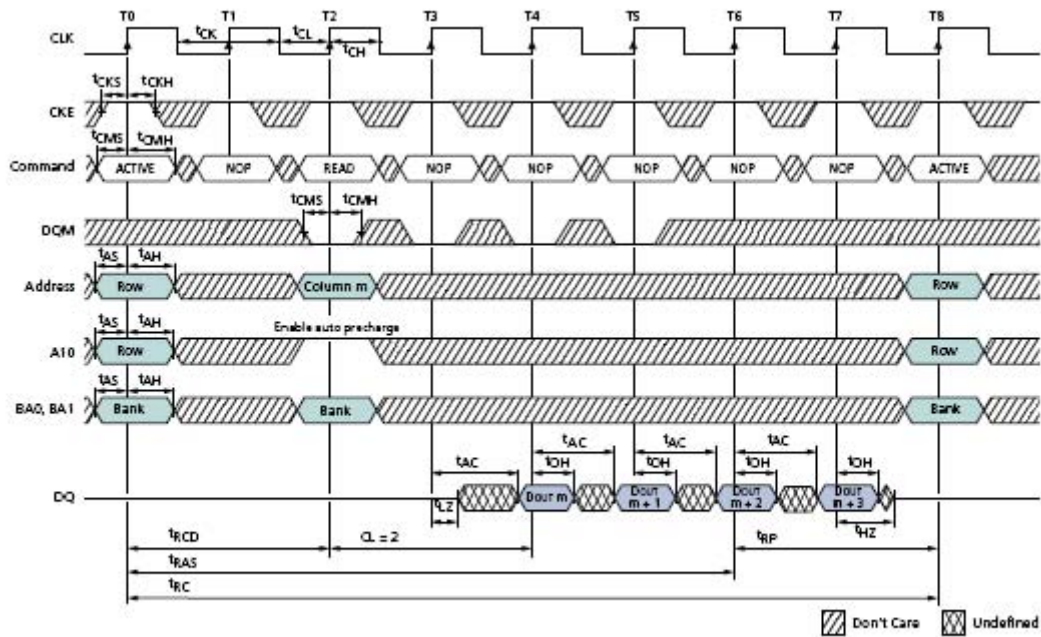 T0 T1 T2 T3 T4 T5 T6 T7 T8
CLK
tCK tCL
tCH
tCKS tCKH
CKE
tCMS tCMH
Command ACTIVE NOP READ NOP NOP NOP NOP NOP ACTIVE
tCMS tCMH
DQM
tAS tAH
Address Row Column m Row
Enable auto precharge
tAS tAH
A10 Row Row
tAS tAH
BA0, BA1 Bank Bank Bank
tAC tAC tAC tAC
tOH tOH tOH tOH
DQ DOUT m DOUT m + 1 DOUT m + 2 DOUT m + 3
tLZ tHZ
tRCD CL = 2 tRP
tRAS
tRC
Don't Care Undefined